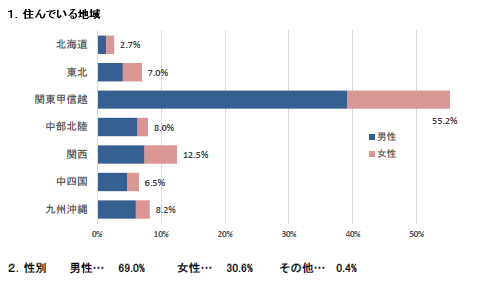 1. 住んでいる地域
北海道 2.7%
東北 7.0%
関東甲信越 55.2%
中部北陸 8.0%
男性
関西 12.5%
女性
中四国 6.5%
九州沖縄 8.2%
0% 10% 20% 30% 40% 50%
2. 性別 男性… 69.0% 女性… 30.6% その他… 0.4%